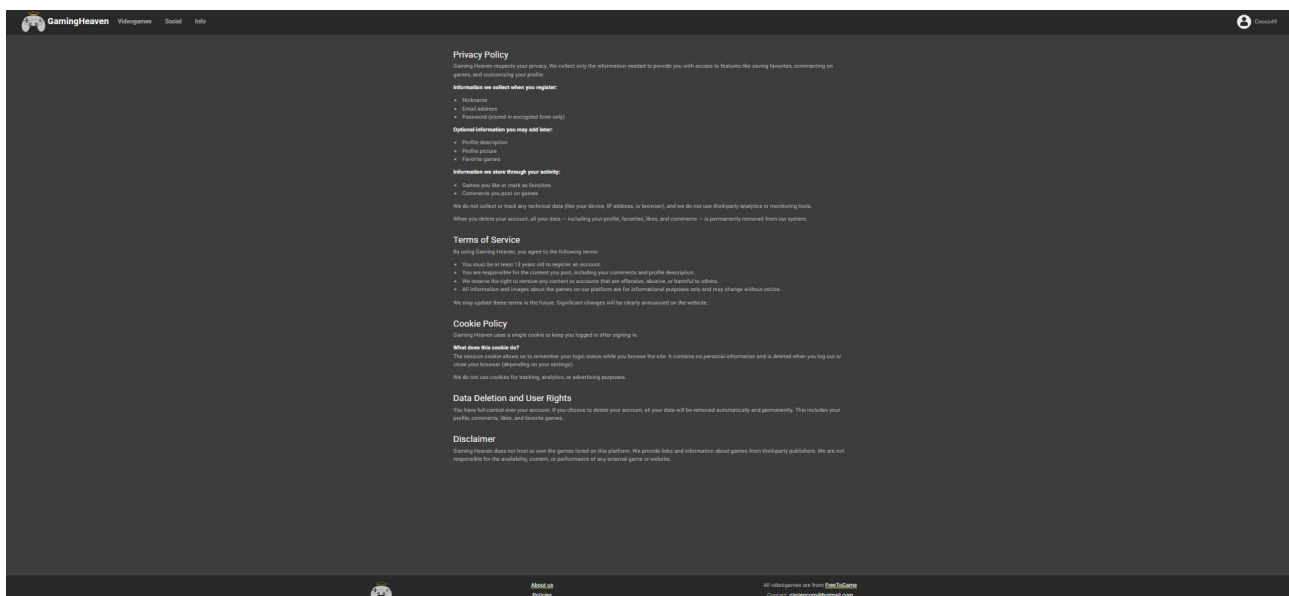 GamingHeaven Videogames Social Info Ciroco49
Privacy Policy
Gaming Heaven respects your privacy. We collect only the information needed to provide you with access to features like saving favorites, commenting on
games, and customizing your profile.
Information we collect when you register:
• Nickname
• Email address
• Password (stored in encrypted form only)
Optional information you may add later:
• Profile description
• Profile picture
• Favorite games
Information we store through your activity:
• Games you like or mark as favorites
• Comments you post on games
We do not collect or track any technical data (like your device, IP address, or browser), and we do not use third-party analytics or monitoring tools.
When you delete your account, all your data — including your profile, favorites, likes, and comments — is permanently removed from our system.
Terms of Service
By using Gaming Heaven, you agree to the following terms:
• You must be at least 13 years old to register an account.
• You are responsible for the content you post, including your comments and profile description.
• We reserve the right to remove any content or accounts that are offensive, abusive, or harmful to others.
• All information and images about the games on our platform are for informational purposes only and may change without notice.
We may update these terms in the future. Significant changes will be clearly announced on the website.
Cookie Policy
Gaming Heaven uses a single cookie to keep you logged in after signing in.
What does this cookie do?
The session cookie allows us to remember your login status while you browse the site. It contains no personal information and is deleted when you log out or
close your browser (depending on your settings).
We do not use cookies for tracking, analytics, or advertising purposes.
Data Deletion and User Rights
You have full control over your account. If you choose to delete your account, all your data will be removed automatically and permanently. This includes your
profile, comments, likes, and favorite games.
Disclaimer
Gaming Heaven does not host or own the games listed on this platform. We provide links and information about games from third-party publishers. We are not
responsible for the availability, content, or performance of any external game or website.
About us All videogames are from FreeToGame
Policies Contact: